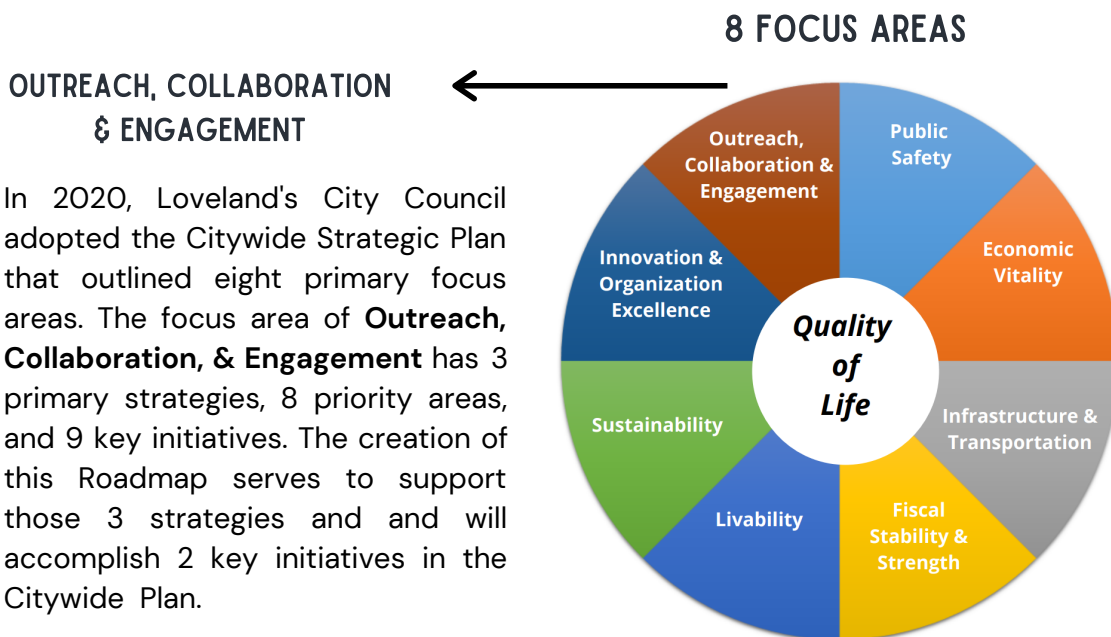 8 FOCUS AREAS
OUTREACH, COLLABORATION
& ENGAGEMENT
In 2020, Loveland's City Council
adopted the Citywide Strategic Plan
that outlined eight primary focus
areas. The focus area of Outreach,
Collaboration, & Engagement has 3
primary strategies, 8 priority areas,
and 9 key initiatives. The creation of
this Roadmap serves to support
those 3 strategies and and will
accomplish 2 key initiatives in the
Citywide Plan.
Outreach,
Collaboration &
Engagement
Public
Safety
Economic
Vitality
Infrastructure &
Transportation
Fiscal
Stability &
Strength
Livability
Sustainability
Innovation &
Organization
Excellence
Quality
of
Life